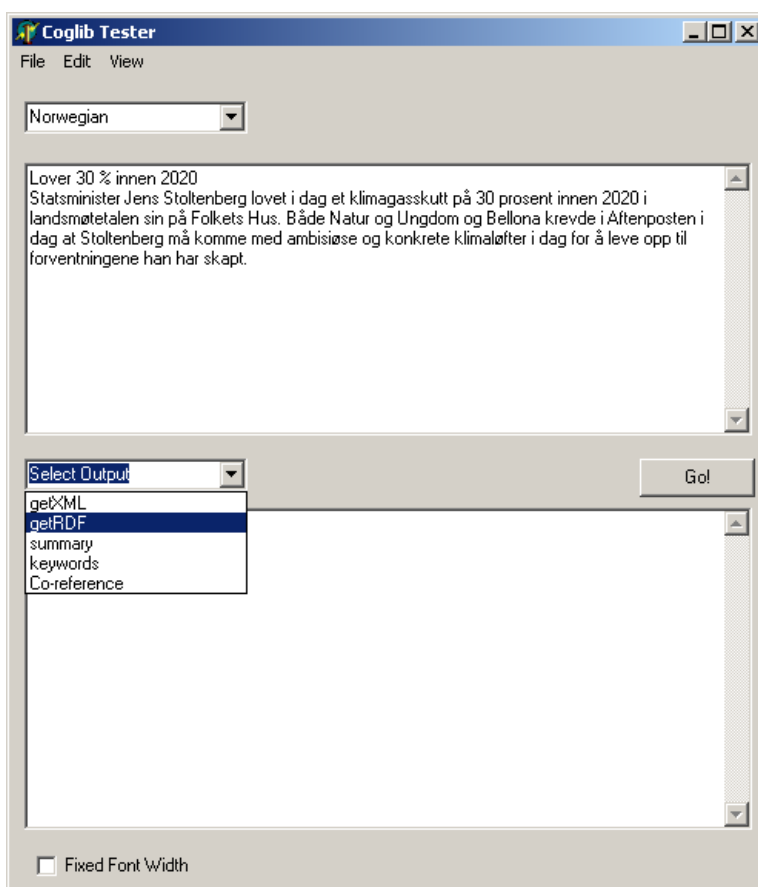 Coglib Tester
File Edit View
Norwegian
Lover 30 % innen 2020
Statsminister Jens Stoltenberg lovet i dag et klimagasskutt på 30 prosent innen 2020 i
landsmøtetalen sin på Folkets Hus. Både Natur og Ungdom og Bellona krevde i Aftenposten i
dag at Stoltenberg må komme med ambisiøse og konkrete klimaløfter i dag for å leve opp til
forventningene han har skapt.
Select Output
Go!
getXML
getRDF
summary
keywords
Co-reference
Fixed Font Width